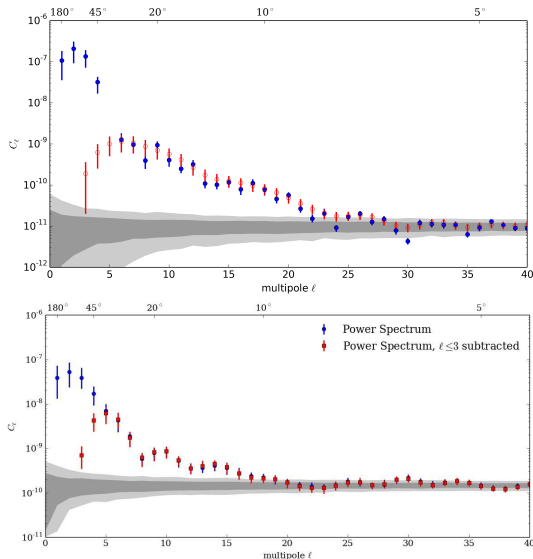 180° 45° 20° 10° 5°
10⁻⁶
10⁻⁷
10⁻⁸
10⁻⁹
10⁻¹⁰
10⁻¹¹
10⁻¹²
C_ℓ
0 5 10 15 20 25 30 35 40
multipole ℓ
180° 45° 20° 10° 5°
10⁻⁶
10⁻⁷
10⁻⁸
10⁻⁹
10⁻¹⁰
10⁻¹¹
C_ℓ
Power Spectrum
Power Spectrum, ℓ ≤3 subtracted
0 5 10 15 20 25 30 35 40
multipole ℓ